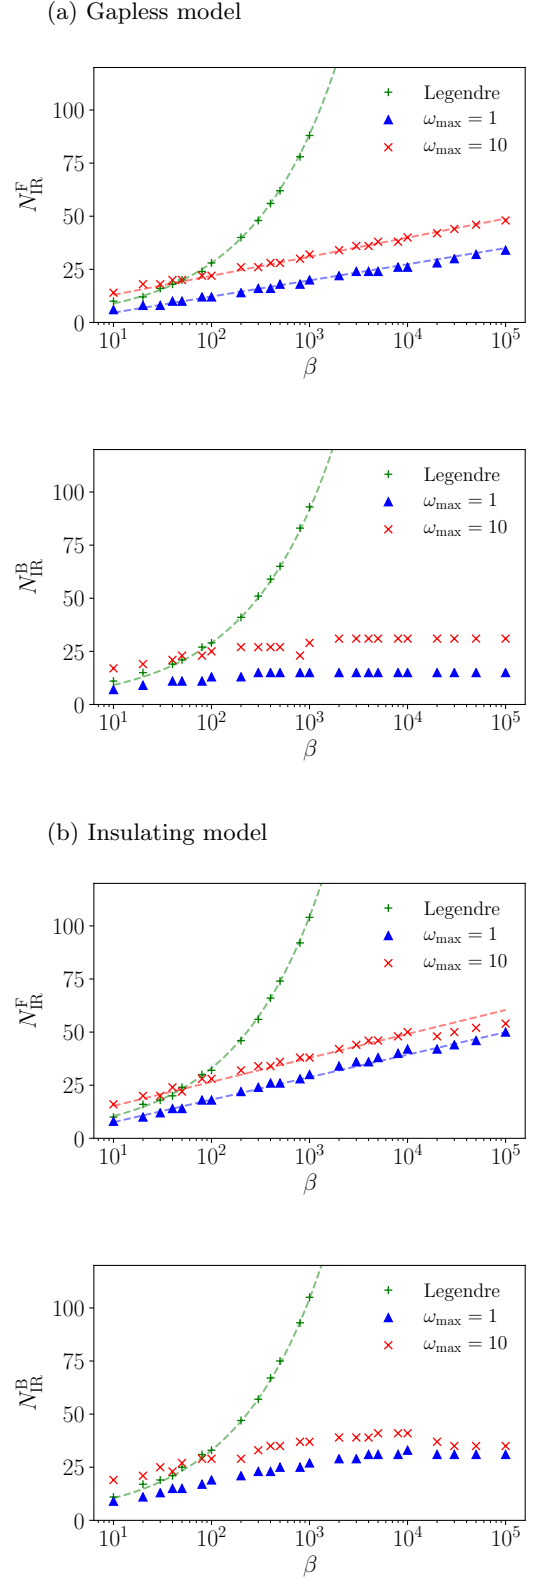 (a) Gapless model
100
75
50
25
0
N_IR^F
Legendre
ω_max = 1
ω_max = 10
10^1
10^2
10^3
10^4
10^5
β
100
75
50
25
0
N_IR^B
Legendre
ω_max = 1
ω_max = 10
10^1
10^2
10^3
10^4
10^5
β
(b) Insulating model
100
75
50
25
0
N_IR^F
Legendre
ω_max = 1
ω_max = 10
10^1
10^2
10^3
10^4
10^5
β
100
75
50
25
0
N_IR^B
Legendre
ω_max = 1
ω_max = 10
10^1
10^2
10^3
10^4
10^5
β